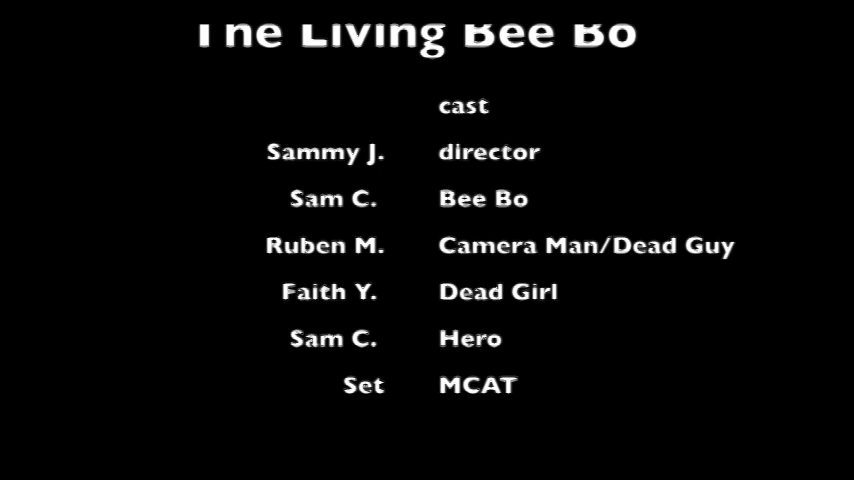 The Living Bee Bo
cast
Sammy J. director
Sam C. Bee Bo
Ruben M. Camera Man/Dead Guy
Faith Y. Dead Girl
Sam C. Hero
Set MCAT